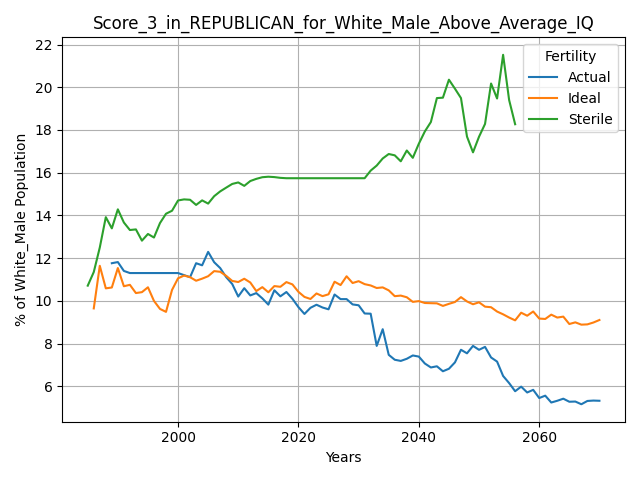 Score_3_in_REPUBLICAN_for_White_Male_Above_Average_IQ
% of White_Male Population
22
20
18
16
14
12
10
8
6
Fertility
Actual
Ideal
Sterile
2000
2020
2040
2060
Years